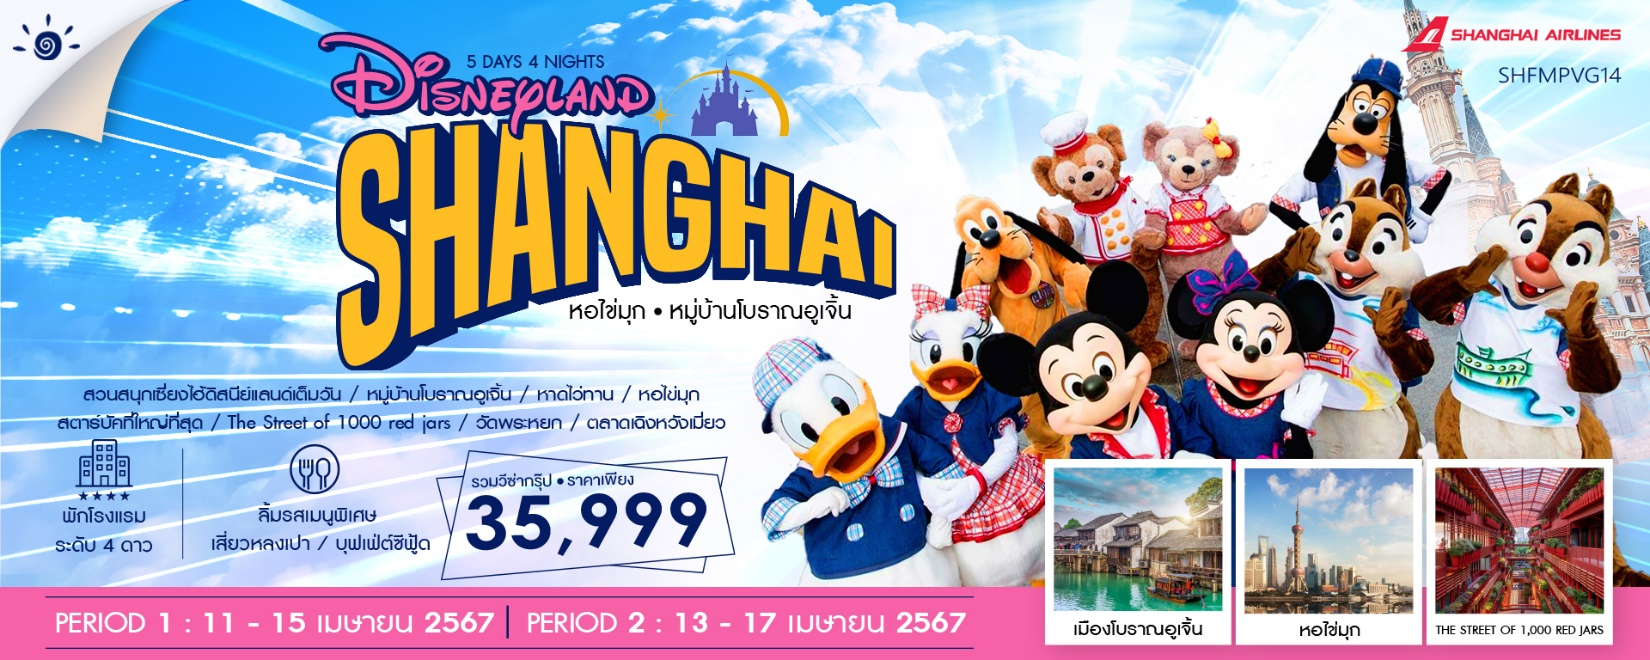 SHANGHAI AIRLINES
SHFMPVG14
5 DAYS 4 NIGHTS
DISNEYLAND
SHANGHAI
หอไข่มุก • หมู่บ้านโบราณอูเจิ้น
สวนสนุกเซี่ยงไฮ้ดิสนีย์แลนด์เต็มวัน / หมู่บ้านโบราณอูเจิ้น / หาดไว่ทาน / หอไข่มุก
สตาร์บัคที่ใหญ่ที่สุด / The Street of 1000 red jars / วัดพระหยก / ตลาดเฉิงหวังเมี่ยว
พักโรงแรม
ระดับ 4 ดาว
ลิ้มรสเมนูพิเศษ
เสี่ยวหลงเปา / บุฟเฟ่ต์ซีฟู้ด
รวมวีซ่ากรุ๊ป • ราคาเพียง
35,999
PERIOD 1 : 11 - 15 เมษายน 2567 | PERIOD 2 : 13 - 17 เมษายน 2567
เมืองโบราณอูเจิ้น
หอไข่มุก
THE STREET OF 1,000 RED JARS